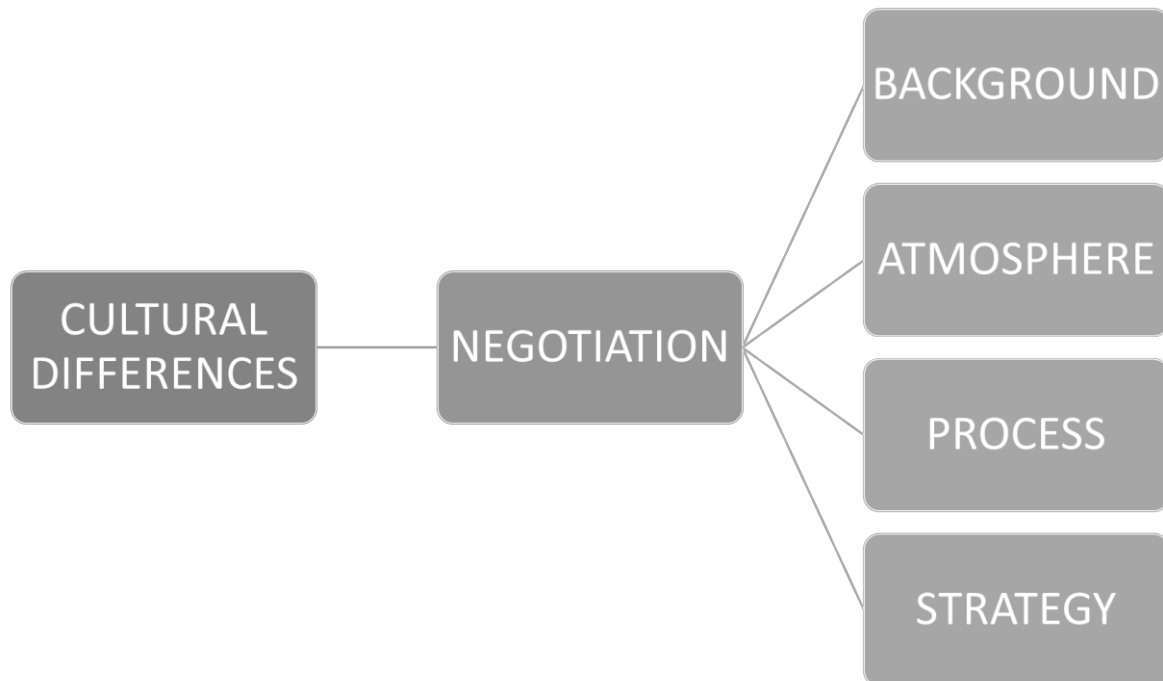 CULTURAL
DIFFERENCES
NEGOTIATION
BACKGROUND
ATMOSPHERE
PROCESS
STRATEGY